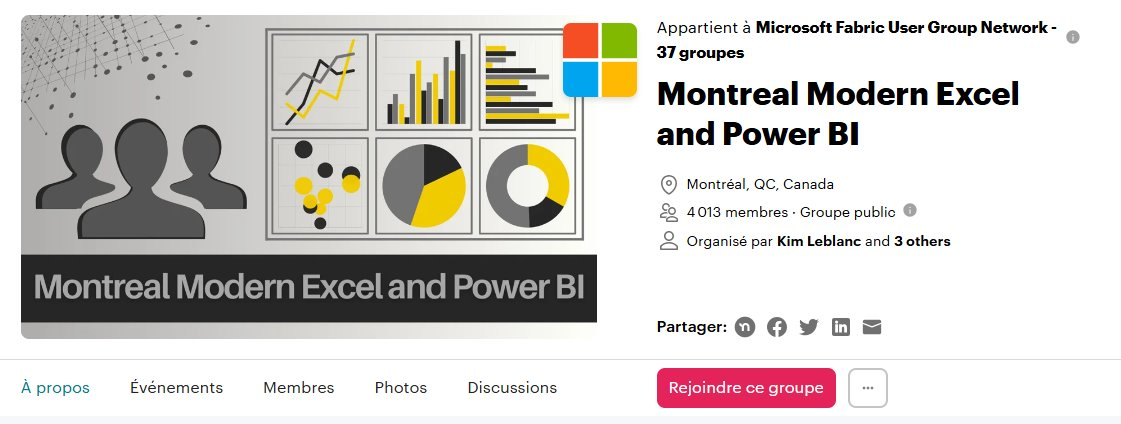 Montreal Modern Excel and Power BI
Appartient à Microsoft Fabric User Group Network -
37 groupes
Montreal Modern Excel
and Power BI
Montréal, QC, Canada
4 013 membres · Groupe public
Organisé par Kim Leblanc and 3 others
Partager:
À propos
Événements
Membres
Photos
Discussions
Rejoindre ce groupe